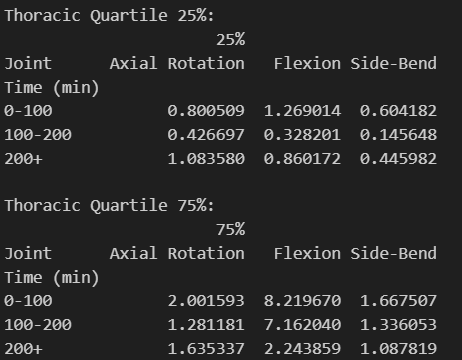 Thoracic Quartile 25%:
25%
Joint Axial Rotation Flexion Side-Bend
Time (min)
0-100 0.800509 1.269014 0.604182
100-200 0.426697 0.328201 0.145648
200+ 1.083580 0.860172 0.445982
Thoracic Quartile 75%:
75%
Joint Axial Rotation Flexion Side-Bend
Time (min)
0-100 2.001593 8.219670 1.667507
100-200 1.281181 7.162040 1.336053
200+ 1.635337 2.243859 1.087819